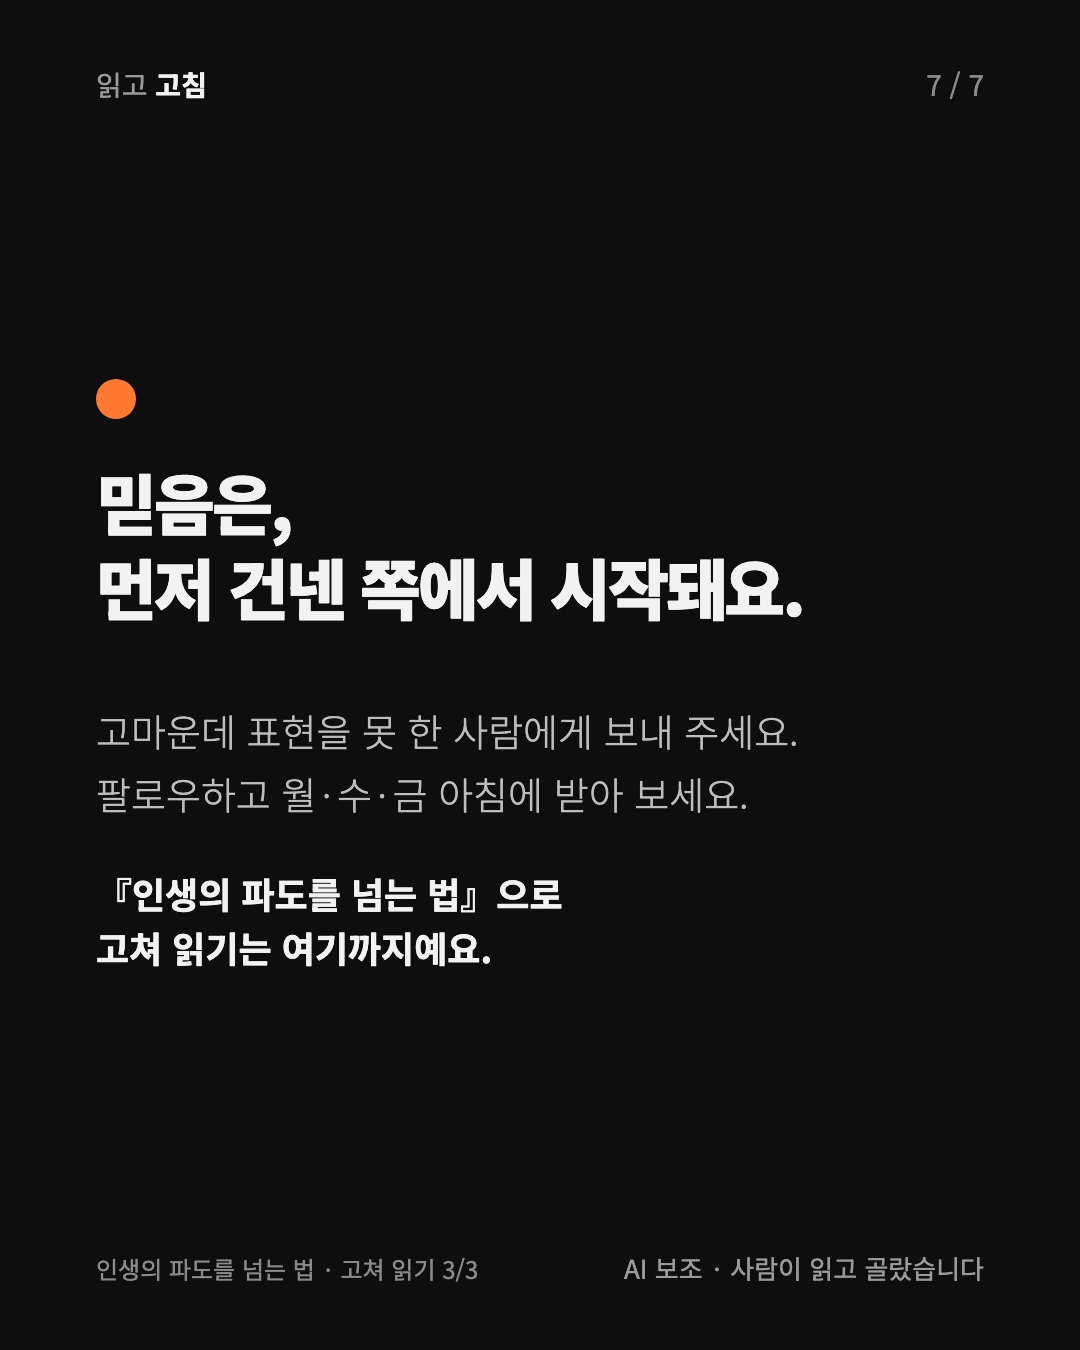 읽고 고침
7 / 7
믿음은,
먼저 건넨 쪽에서 시작돼요.
고마운데 표현을 못 한 사람에게 보내 주세요.
팔로우하고 월·수·금 아침에 받아 보세요.
『인생의 파도를 넘는 법』으로
고쳐 읽기는 여기까지예요.
인생의 파도를 넘는 법 · 고쳐 읽기 3/3
AI 보조 · 사람이 읽고 골랐습니다